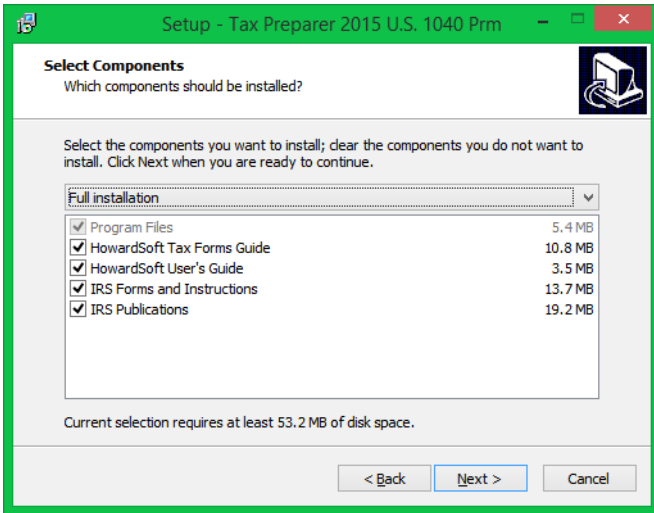 Setup - Tax Preparer 2015 U.S. 1040 Prm
Select Components
Which components should be installed?
Select the components you want to install; clear the components you do not want to
install. Click Next when you are ready to continue.
Full installation
Program Files 5.4 MB
HowardSoft Tax Forms Guide 10.8 MB
HowardSoft User's Guide 3.5 MB
IRS Forms and Instructions 13.7 MB
IRS Publications 19.2 MB
Current selection requires at least 53.2 MB of disk space.
< Back Next > Cancel